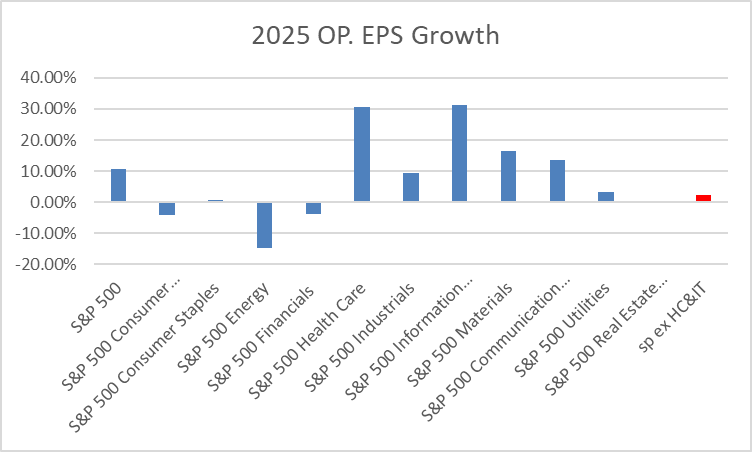 2025 OP. EPS Growth
40.00%
30.00%
20.00%
10.00%
0.00%
-10.00%
-20.00%
S&P 500
S&P 500 Consumer...
S&P 500 Consumer Staples
S&P 500 Energy
S&P 500 Financials
S&P 500 Health Care
S&P 500 Industrials
S&P 500 Information...
S&P 500 Materials
S&P 500 Communication...
S&P 500 Utilities
S&P 500 Real Estate...
sp ex HC&IT